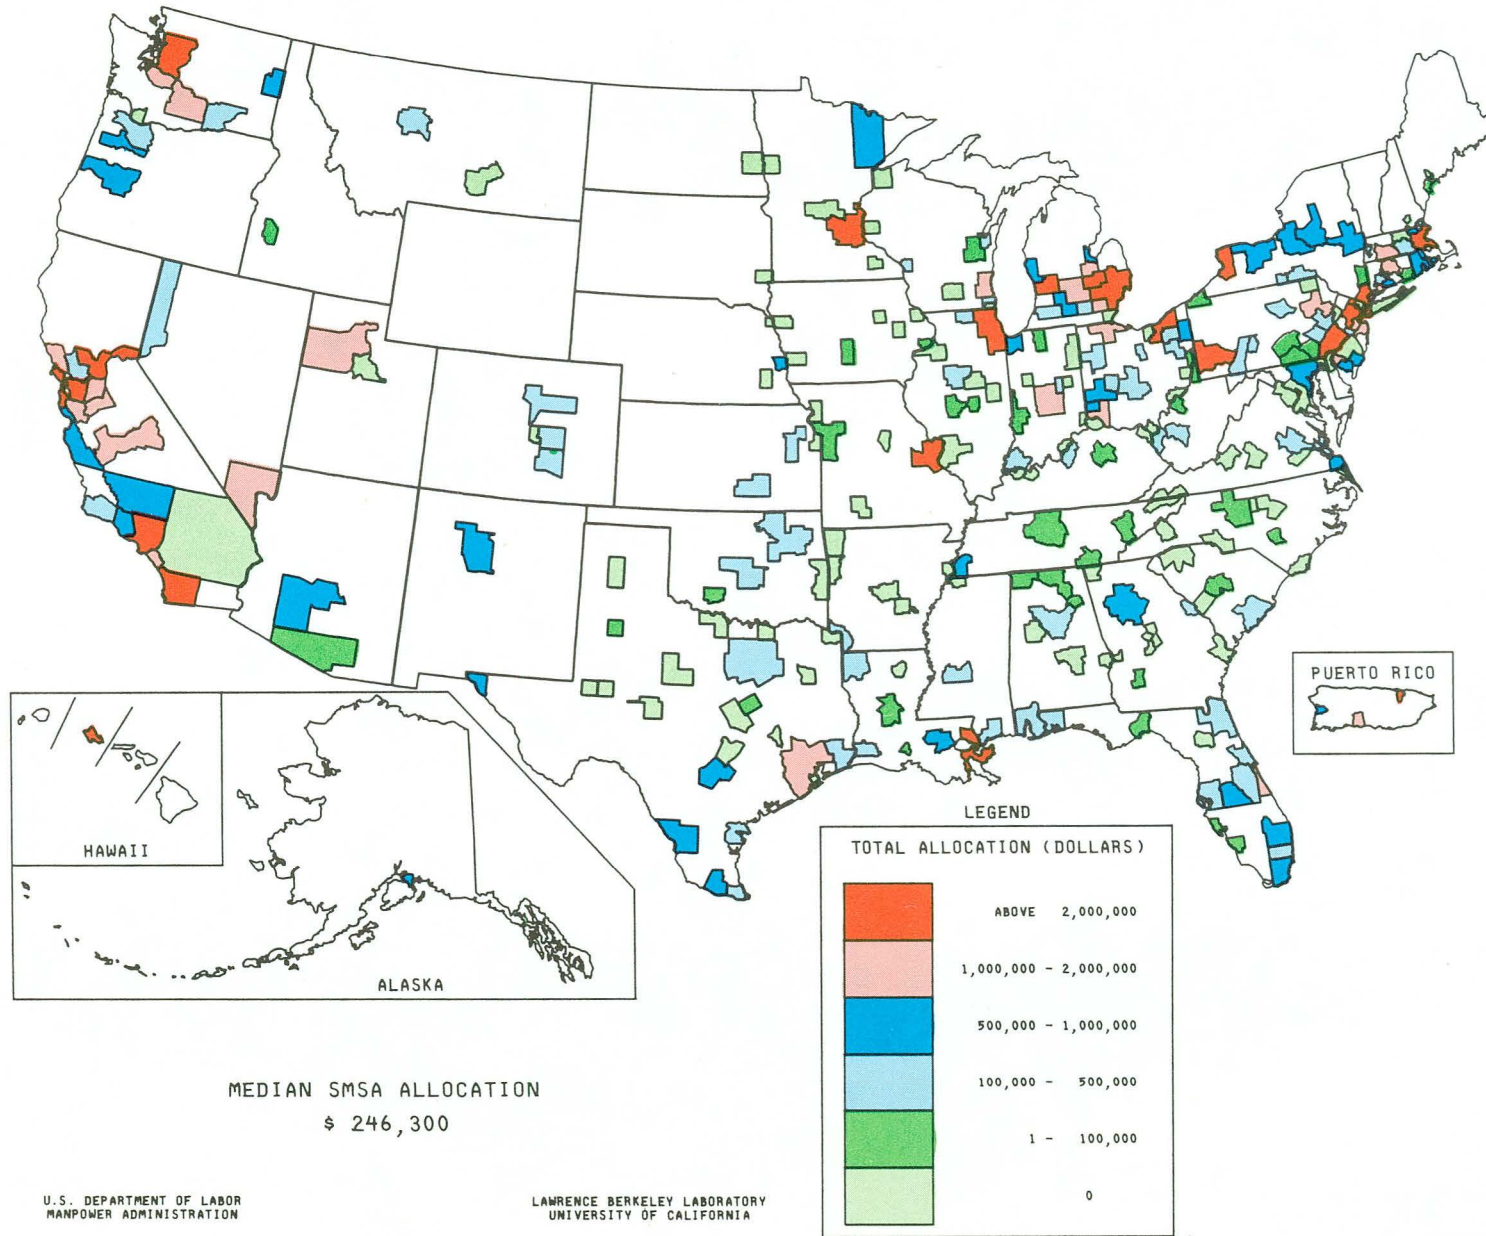 PUERTO RICO
HAWAII
ALASKA
LEGEND
TOTAL ALLOCATION (DOLLARS)
ABOVE 2,000,000
1,000,000 - 2,000,000
500,000 - 1,000,000
100,000 - 500,000
1 - 100,000
0
MEDIAN SMSA ALLOCATION
$ 246,300
U.S. DEPARTMENT OF LABOR
MANPOWER ADMINISTRATION
LAWRENCE BERKELEY LABORATORY
UNIVERSITY OF CALIFORNIA